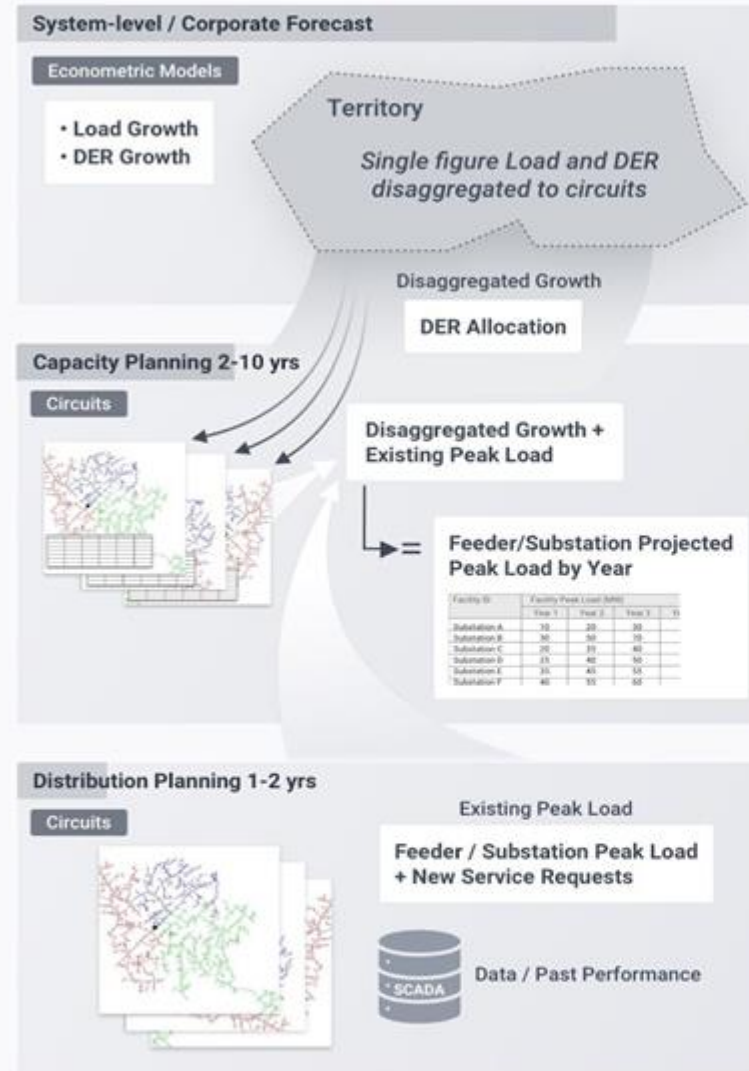 System-level / Corporate Forecast
Econometric Models
• Load Growth
• DER Growth
Territory
Single figure Load and DER
disaggregated to circuits
Disaggregated Growth
DER Allocation
Capacity Planning 2-10 yrs
Circuits
Disaggregated Growth +
Existing Peak Load
=
Feeder/Substation Projected
Peak Load by Year
Facility ID Facility Peak Load (MW)
Year 1 Year 2 Year 3
Substation A 10 20 30
Substation B 30 50 70
Substation C 20 35 40
Substation D 25 40 50
Substation E 35 45 55
Substation F 40 55 60
Distribution Planning 1-2 yrs
Circuits
Existing Peak Load
Feeder / Substation Peak Load
+ New Service Requests
SCADA
Data / Past Performance